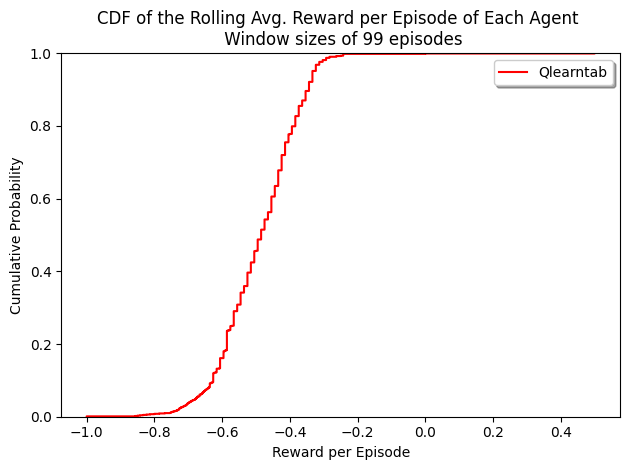 CDF of the Rolling Avg. Reward per Episode of Each Agent
Window sizes of 99 episodes
Qlearntab
Cumulative Probability
1.0
0.8
0.6
0.4
0.2
0.0
−1.0 −0.8 −0.6 −0.4 −0.2 0.0 0.2 0.4
Reward per Episode